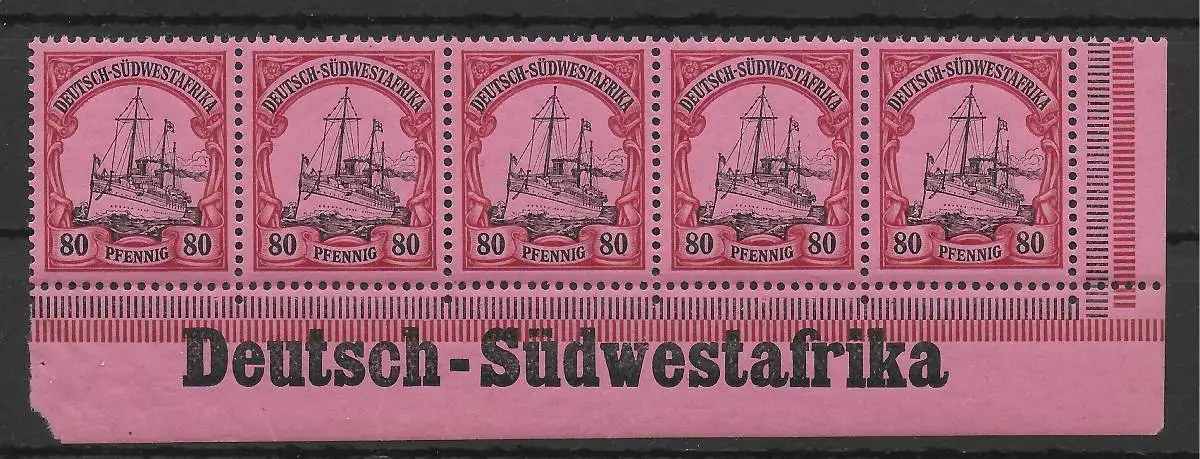 DEUTSCH-SÜDWESTAFRIKA DEUTSCH-SÜDWESTAFRIKA DEUTSCH-SÜDWESTAFRIKA DEUTSCH-SÜDWESTAFRIKA DEUTSCH-SÜDWESTAFRIKA
80 PFENNIG 80 80 PFENNIG 80 80 PFENNIG 80 80 PFENNIG 80 80 PFENNIG 80
Deutsch-Südwestafrika